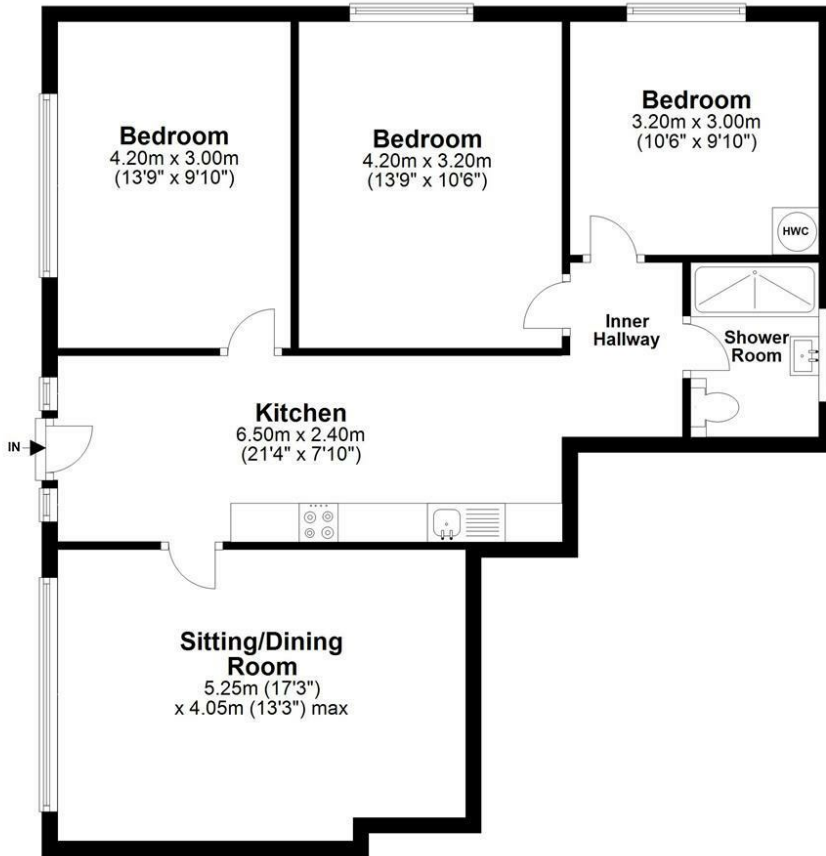 Bedroom
4.20m x 3.00m
(13'9" x 9'10")
Bedroom
4.20m x 3.20m
(13'9" x 10'6")
Bedroom
3.20m x 3.00m
(10'6" x 9'10")
HWC
Inner
Hallway
Shower
Room
Kitchen
6.50m x 2.40m
(21'4" x 7'10")
IN
Sitting/Dining
Room
5.25m (17'3")
x 4.05m (13'3") max